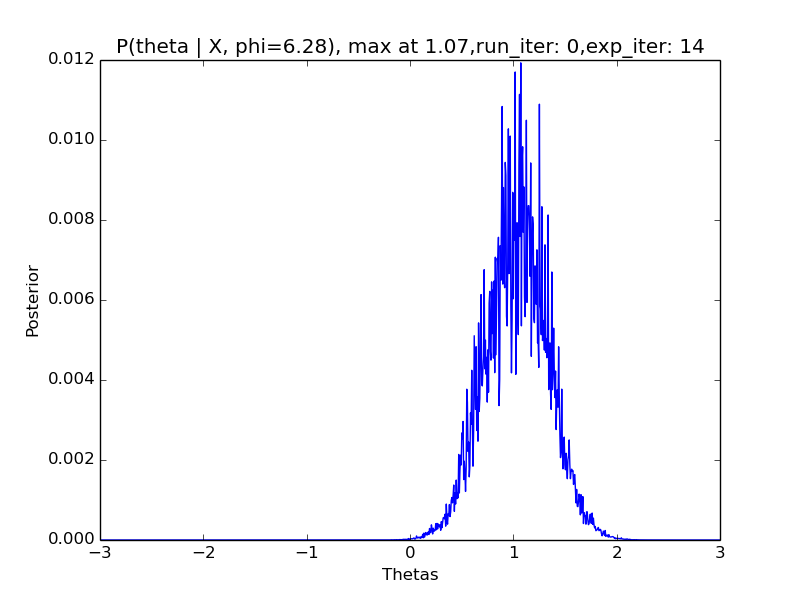 P(theta | X, phi=6.28), max at 1.07,run_iter: 0,exp_iter: 14
0.012
0.010
0.008
0.006
0.004
0.002
0.000
Posterior
−3 −2 −1 0 1 2 3
Thetas